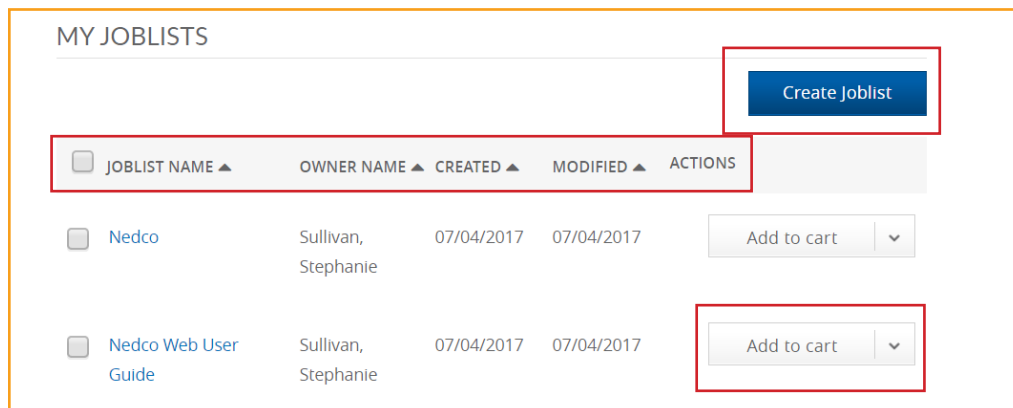 MY JOBLISTS
Create Joblist
JOBLIST NAME OWNER NAME CREATED MODIFIED ACTIONS
Nedco Sullivan, 07/04/2017 07/04/2017 Add to cart
Stephanie
Nedco Web User Sullivan, 07/04/2017 07/04/2017 Add to cart
Guide Stephanie